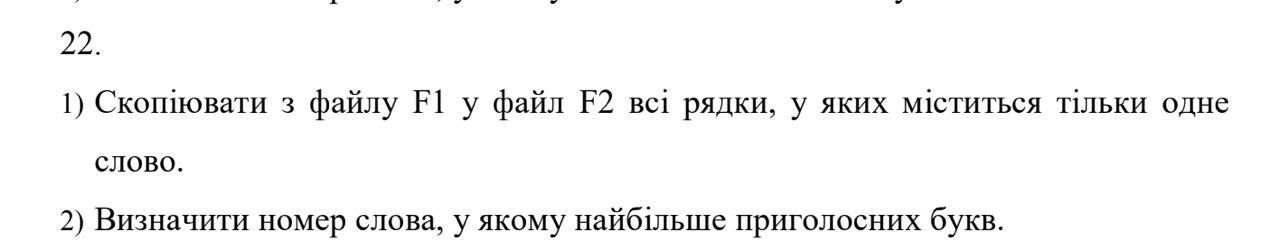 22.
1) Скопіювати з файлу F1 у файл F2 всі рядки, у яких міститься тільки одне
слово.
2) Визначити номер слова, у якому найбільше приголосних букв.